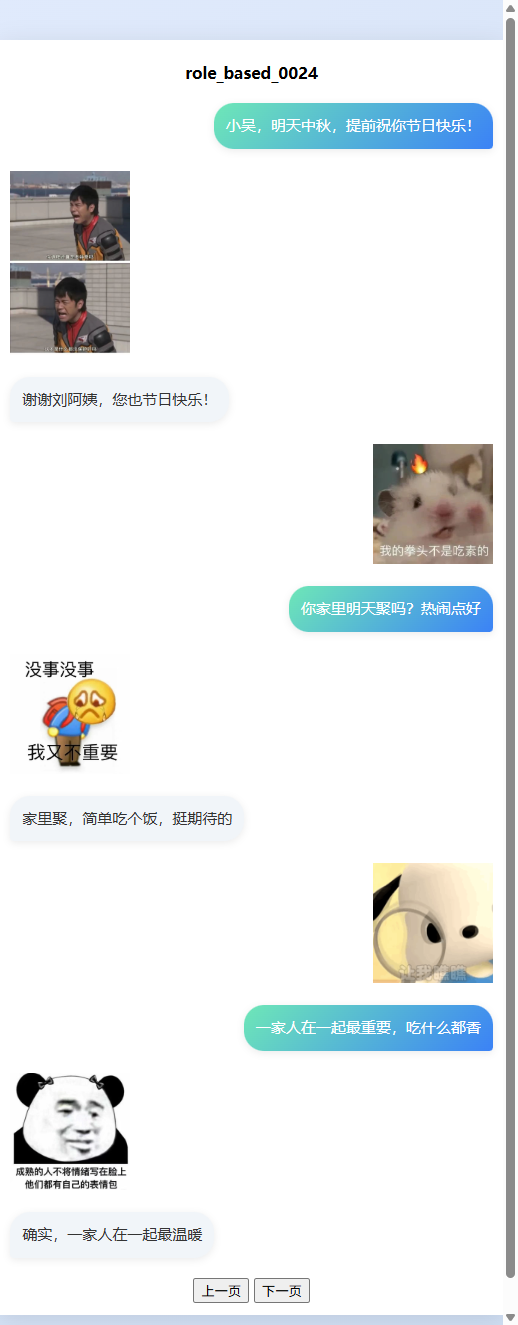 role_based_0024
小吴，明天中秋，提前祝你节日快乐！
谢谢刘阿姨，您也节日快乐！
我的拳头不是吃素的
你家里明天聚吗？热闹点好
没事没事
我又不重要
家里聚，简单吃个饭，挺期待的
让我瞧瞧
一家人在一起最重要，吃什么都香
成熟的人不将情绪写在脸上
他们都有自己的表情包
确实，一家人在一起最温暖
上一页 下一页